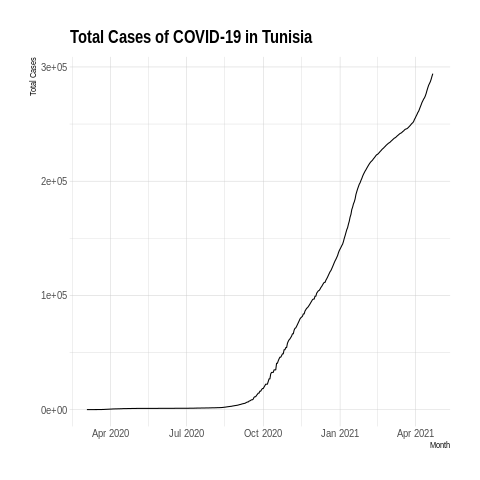 Total Cases of COVID-19 in Tunisia
Total Cases
3e+05
2e+05
1e+05
0e+00
Apr 2020 Jul 2020 Oct 2020 Jan 2021 Apr 2021
Month